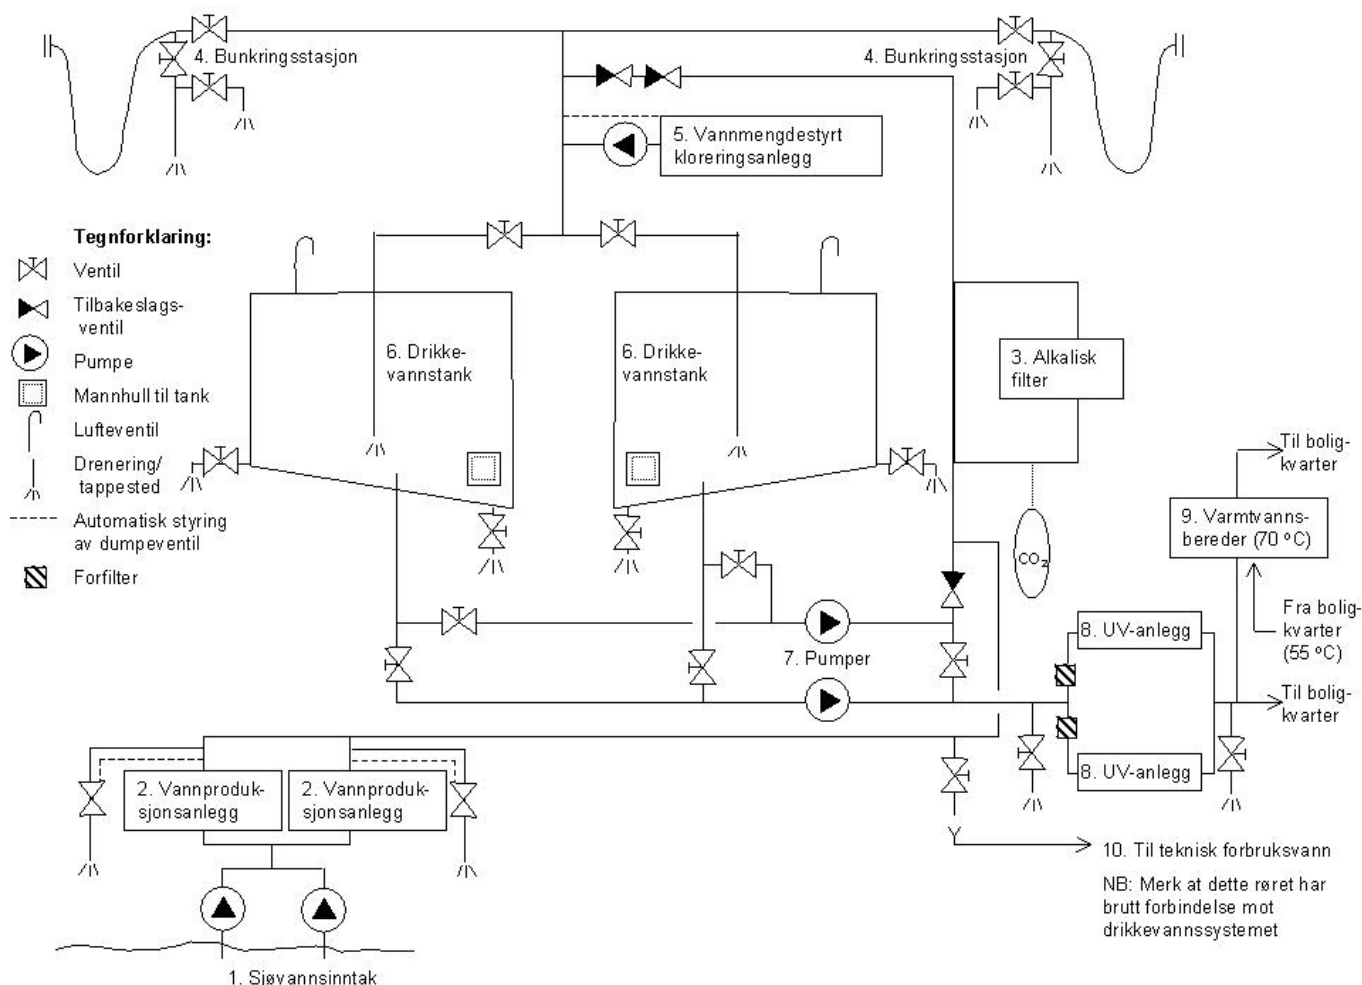 4. Bunkringsstasjon
4. Bunkringsstasjon
5. Vannmengdestyrt
kloreringsanlegg
Tegnforklaring:
Ventil
Tilbakeslags-
ventil
Pumpe
Mannhull til tank
Lufteventil
Drenering/
tappested
Automatisk styring
av dumpeventil
Forfilter
6. Drikke-
vannstank
6. Drikke-
vannstank
3. Alkalisk
filter
CO₂
Til bolig-
kvarter
9. Varmtvanns-
bereder (70 ºC)
Fra bolig-
kvarter
(55 ºC)
8. UV-anlegg
7. Pumper
Til bolig-
kvarter
8. UV-anlegg
2. Vannproduk-
sjonsanlegg
2. Vannproduk-
sjonsanlegg
10. Til teknisk forbruksvann
NB: Merk at dette røret har
brutt forbindelse mot
drikkevannssystemet
1. Sjøvannsinntak